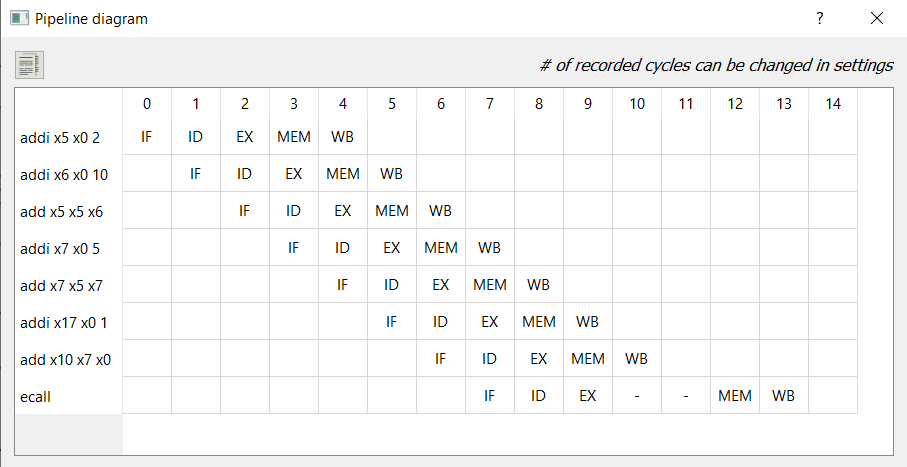 Pipeline diagram ?
# of recorded cycles can be changed in settings
0 1 2 3 4 5 6 7 8 9 10 11 12 13 14
addi x5 x0 2 IF ID EX MEM WB
addi x6 x0 10 IF ID EX MEM WB
add x5 x5 x6 IF ID EX MEM WB
addi x7 x0 5 IF ID EX MEM WB
add x7 x5 x7 IF ID EX MEM WB
addi x17 x0 1 IF ID EX MEM WB
add x10 x7 x0 IF ID EX MEM WB
ecall IF ID EX - - MEM WB